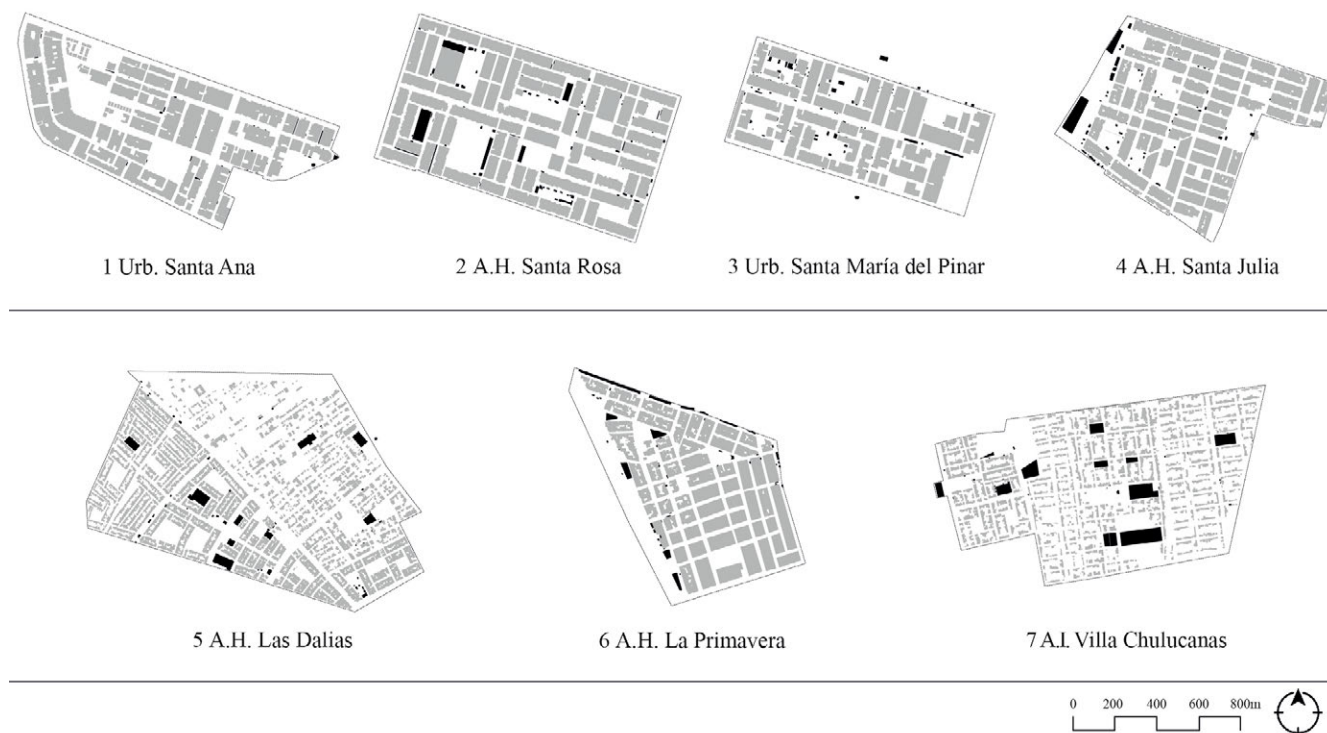 1 Urb. Santa Ana
2 A.H. Santa Rosa
3 Urb. Santa María del Pinar
4 A.H. Santa Julia
5 A.H. Las Dalias
6 A.H. La Primavera
7 A.I. Villa Chulucanas
0 200 400 600 800m